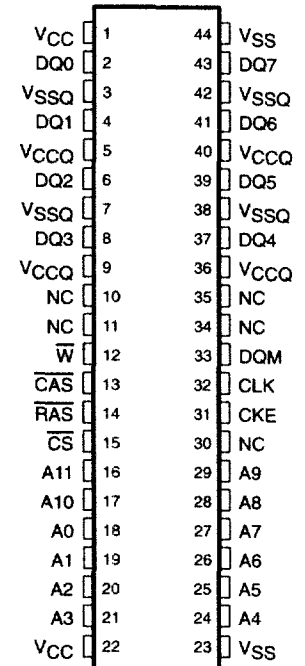 VCC 1 44 VSS
DQ0 2 43 DQ7
VSSQ 3 42 VSSQ
DQ1 4 41 DQ6
VCCQ 5 40 VCCQ
DQ2 6 39 DQ5
VSSQ 7 38 VSSQ
DQ3 8 37 DQ4
VCCQ 9 36 VCCQ
NC 10 35 NC
NC 11 34 NC
W̅ 12 33 DQM
C̅A̅S̅ 13 32 CLK
R̅A̅S̅ 14 31 CKE
C̅S̅ 15 30 NC
A11 16 29 A9
A10 17 28 A8
A0 18 27 A7
A1 19 26 A6
A2 20 25 A5
A3 21 24 A4
VCC 22 23 VSS